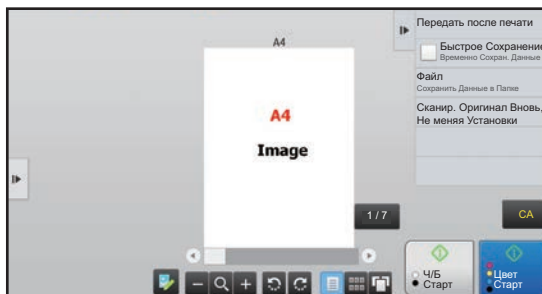 A4
A4
Image
1 / 7
Передать после печати
Быстрое Сохранение
Временно Сохран. Данные
Файл
Сохранить Данные в Папке
Сканир. Оригинал Вновь,
Не меняя Установки
CA
Ч/Б
Старт
Цвет
Старт